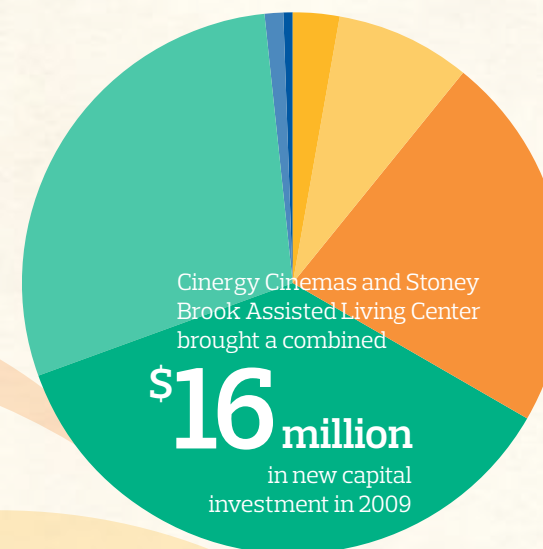 Cinergy Cinemas and Stoney
Brook Assisted Living Center
brought a combined
$16 million
in new capital
investment in 2009